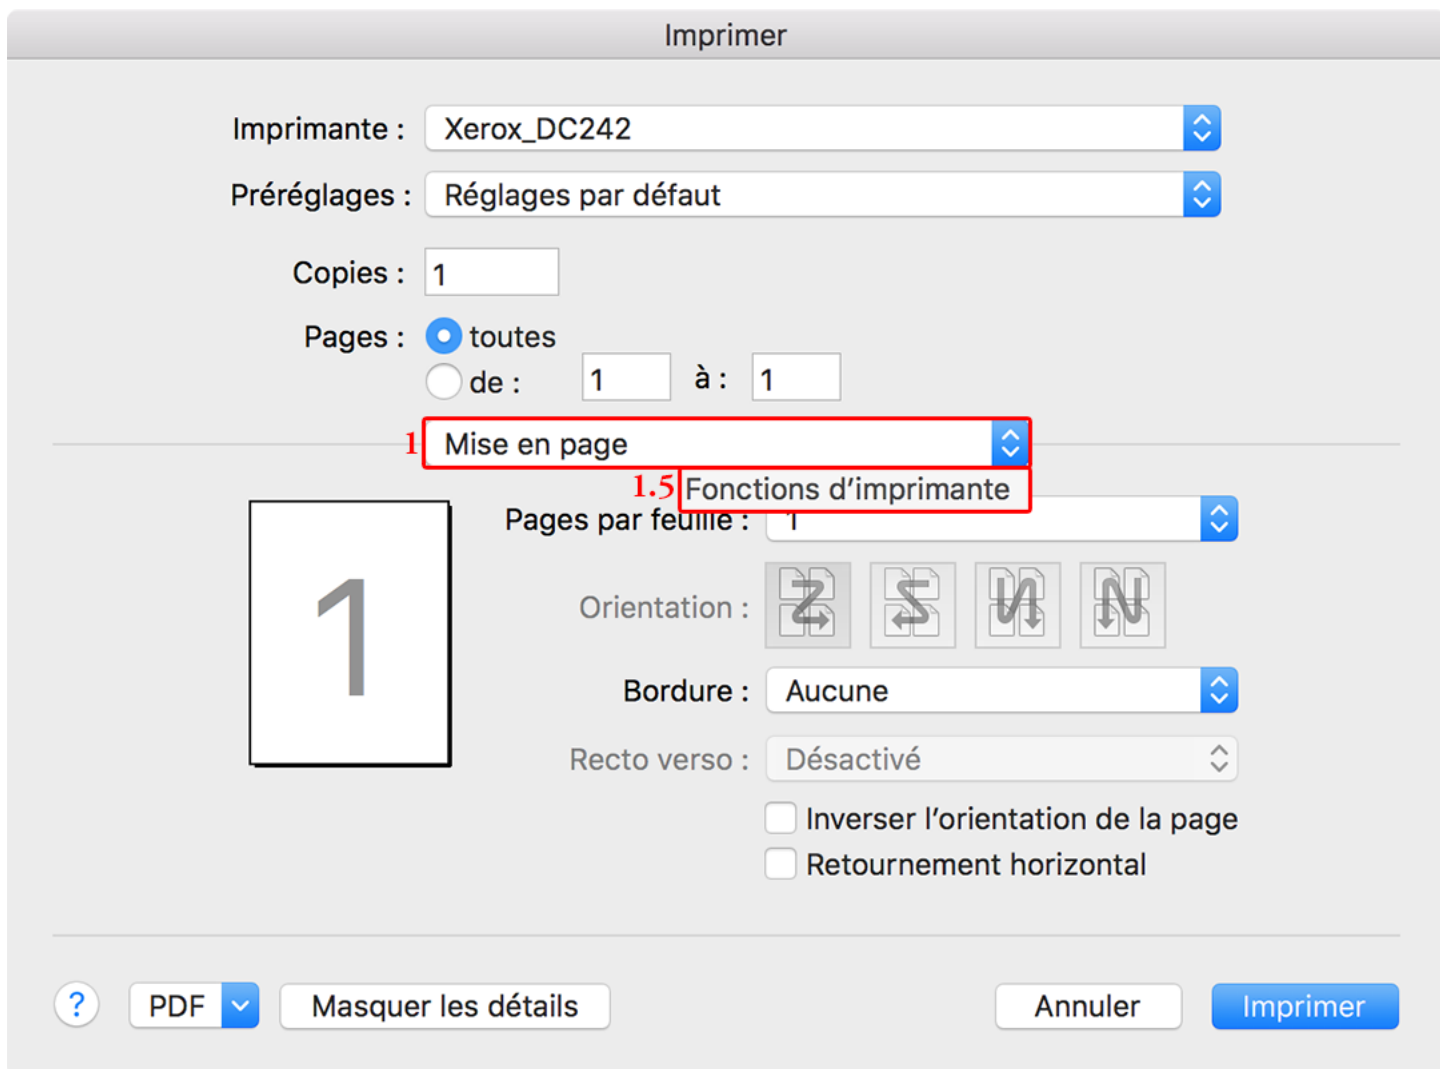 Imprimer
Imprimante : Xerox_DC242
Préréglages : Réglages par défaut
Copies : 1
Pages : toutes
de : 1 à : 1
1 Mise en page
1.5 Fonctions d’imprimante
Pages par feuille : 1
1
Orientation :
Bordure : Aucune
Recto verso : Désactivé
Inverser l’orientation de la page
Retournement horizontal
? PDF Masquer les détails Annuler Imprimer